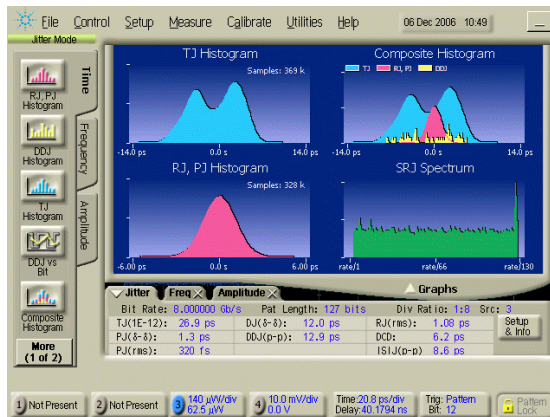 File Control Setup Measure Calibrate Utilities Help 06 Dec 2006 10:49
Jitter Mode
RJ, PJ
Histogram
DDJ
Histogram
TJ
Histogram
DDJ vs
Bit
Composite
Histogram
More
(1 of 2)
Time
Frequency
Amplitude
TJ Histogram
Samples: 369 k
-14.0 ps 0.0 s 14.0 ps
Composite Histogram
TJ RJ, PJ DDJ
-14.0 ps 0.0 s 14.0 ps
RJ, PJ Histogram
Samples: 328 k
-6.00 ps 0.0 s 6.00 ps
SRJ Spectrum
rate/1 rate/66 rate/130
Jitter Freq Amplitude Graphs
Bit Rate: 8.000000 Gb/s Pat Length: 127 bits Div Ratio: 1:8 Src: 3
TJ(1E-12): 26.9 ps DJ(δ-δ): 12.0 ps RJ(rms): 1.08 ps
PJ(δ-δ): 1.3 ps DDJ(p-p): 12.9 ps DCD: 6.2 ps
PJ(rms): 320 fs ISI(p-p) 8.6 ps
Setup
& Info
1 Not Present 2 Not Present 3 140 µW/div 4 10.0 mV/div Time:20.8 ps/div Trig: Pattern Pattern
62.5 µW 0.0 V Delay:40.1794 ns Bit: 12 Lock